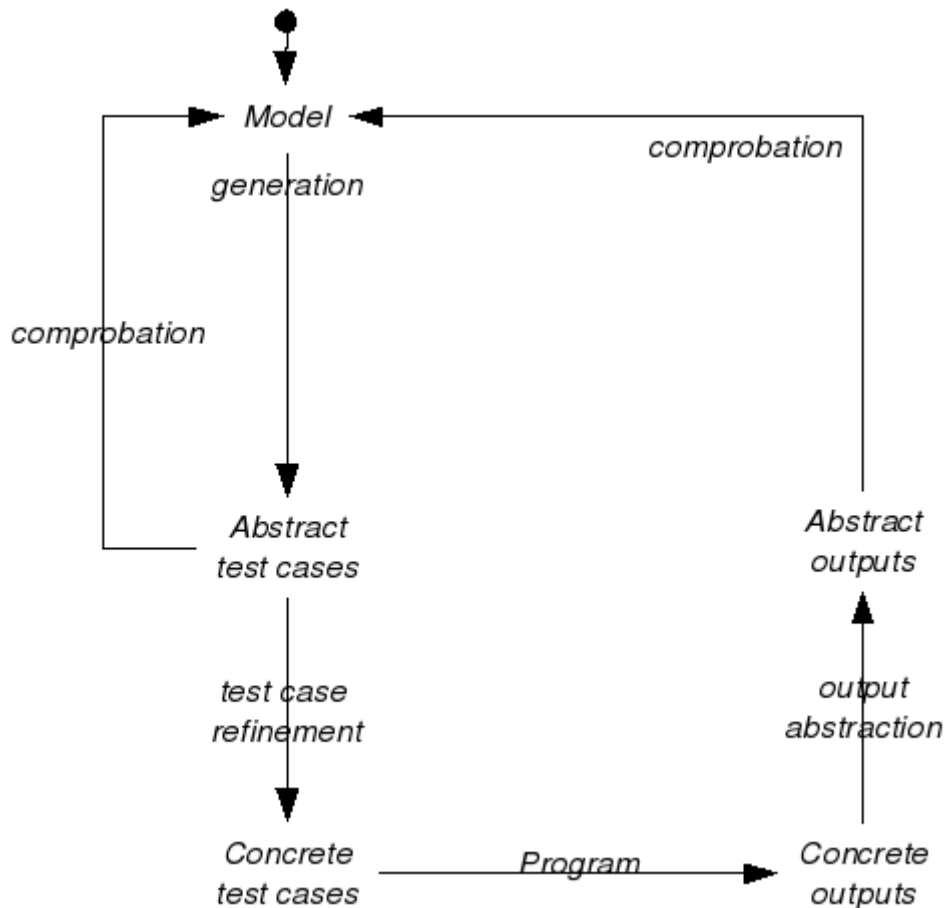 Model
generation
comprobation
comprobation
Abstract
test cases
Abstract
outputs
test case
refinement
output
abstraction
Concrete
test cases
Program
Concrete
outputs